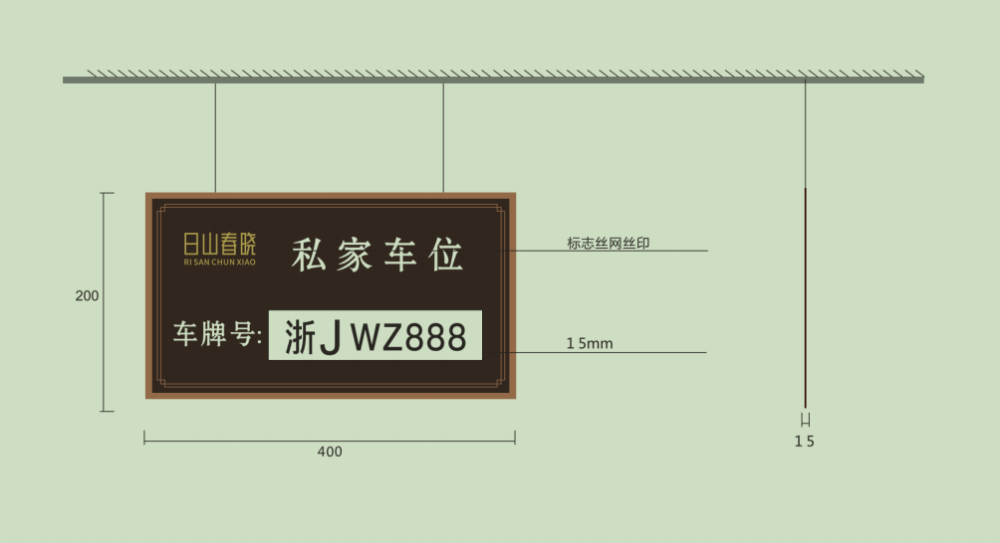 日山春晓
RI SAN CHUN XIAO
私家车位
车牌号:
浙J WZ888
标志丝网丝印
15mm
200
400
15